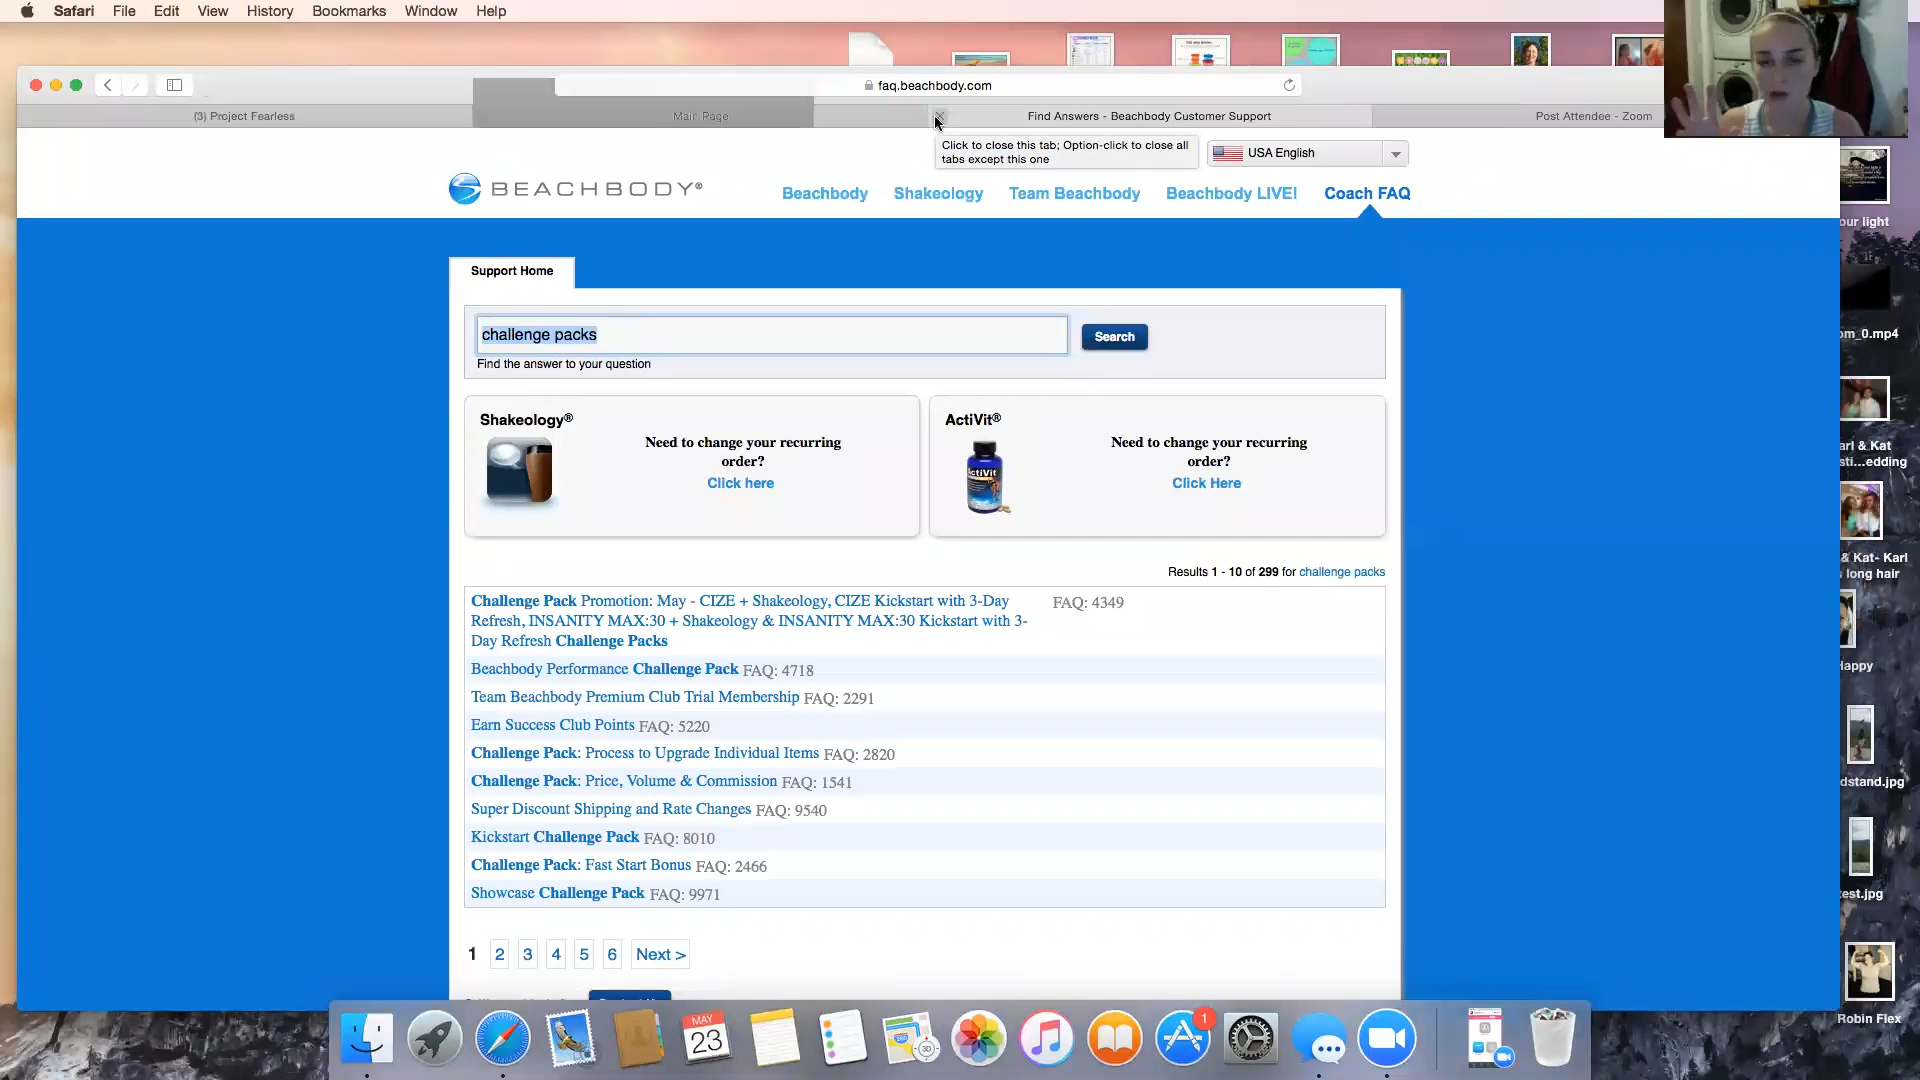 Safari File Edit View History Bookmarks Window Help
faq.beachbody.com
(3) Project Fearless
Main Page
Find Answers - Beachbody Customer Support
Post Attendee - Zoom
Click to close this tab; Option-click to close all
tabs except this one
USA English
BEACHBODY®
Beachbody Shakeology Team Beachbody Beachbody LIVE! Coach FAQ
Support Home
challenge packs
Search
Find the answer to your question
Shakeology®
Need to change your recurring
order?
Click here
ActiVit®
Need to change your recurring
order?
Click Here
Results 1 - 10 of 299 for challenge packs
Challenge Pack Promotion: May - CIZE + Shakeology, CIZE Kickstart with 3-Day FAQ: 4349
Refresh, INSANITY MAX:30 + Shakeology & INSANITY MAX:30 Kickstart with 3-
Day Refresh Challenge Packs
Beachbody Performance Challenge Pack FAQ: 4718
Team Beachbody Premium Club Trial Membership FAQ: 2291
Earn Success Club Points FAQ: 5220
Challenge Pack: Process to Upgrade Individual Items FAQ: 2820
Challenge Pack: Price, Volume & Commission FAQ: 1541
Super Discount Shipping and Rate Changes FAQ: 9540
Kickstart Challenge Pack FAQ: 8010
Challenge Pack: Fast Start Bonus FAQ: 2466
Showcase Challenge Pack FAQ: 9971
1 2 3 4 5 6 Next >
our light
om_0.mp4
arl & Kat
sti...edding
& Kat- Karl
long hair
Happy
dstand.jpg
est.jpg
Robin Flex
MAY
23
1